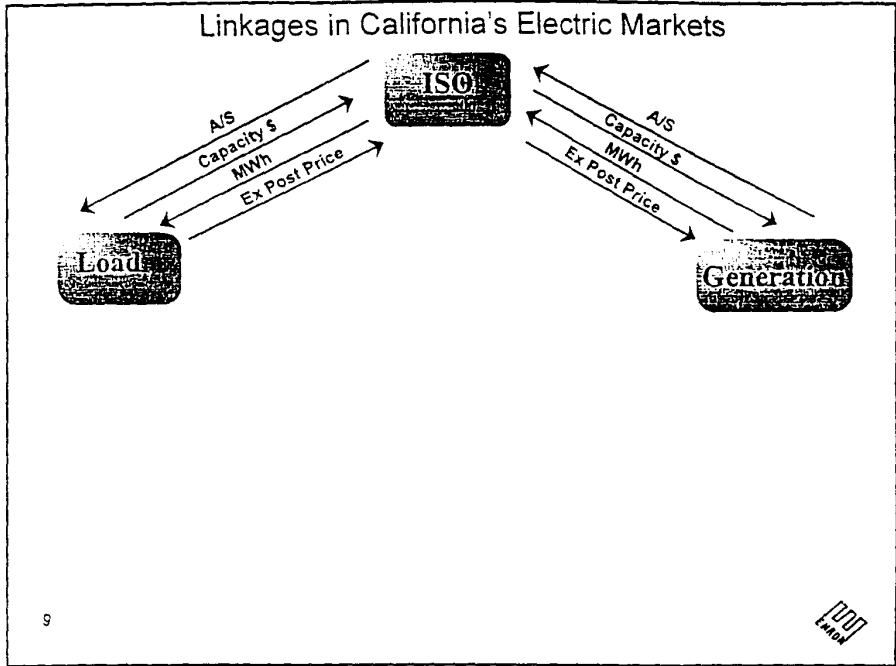 Linkages in California's Electric Markets
ISO
A/S
Capacity $
MWh
Ex Post Price
A/S
Capacity $
MWh
Ex Post Price
Load
Generation
9
ENRON